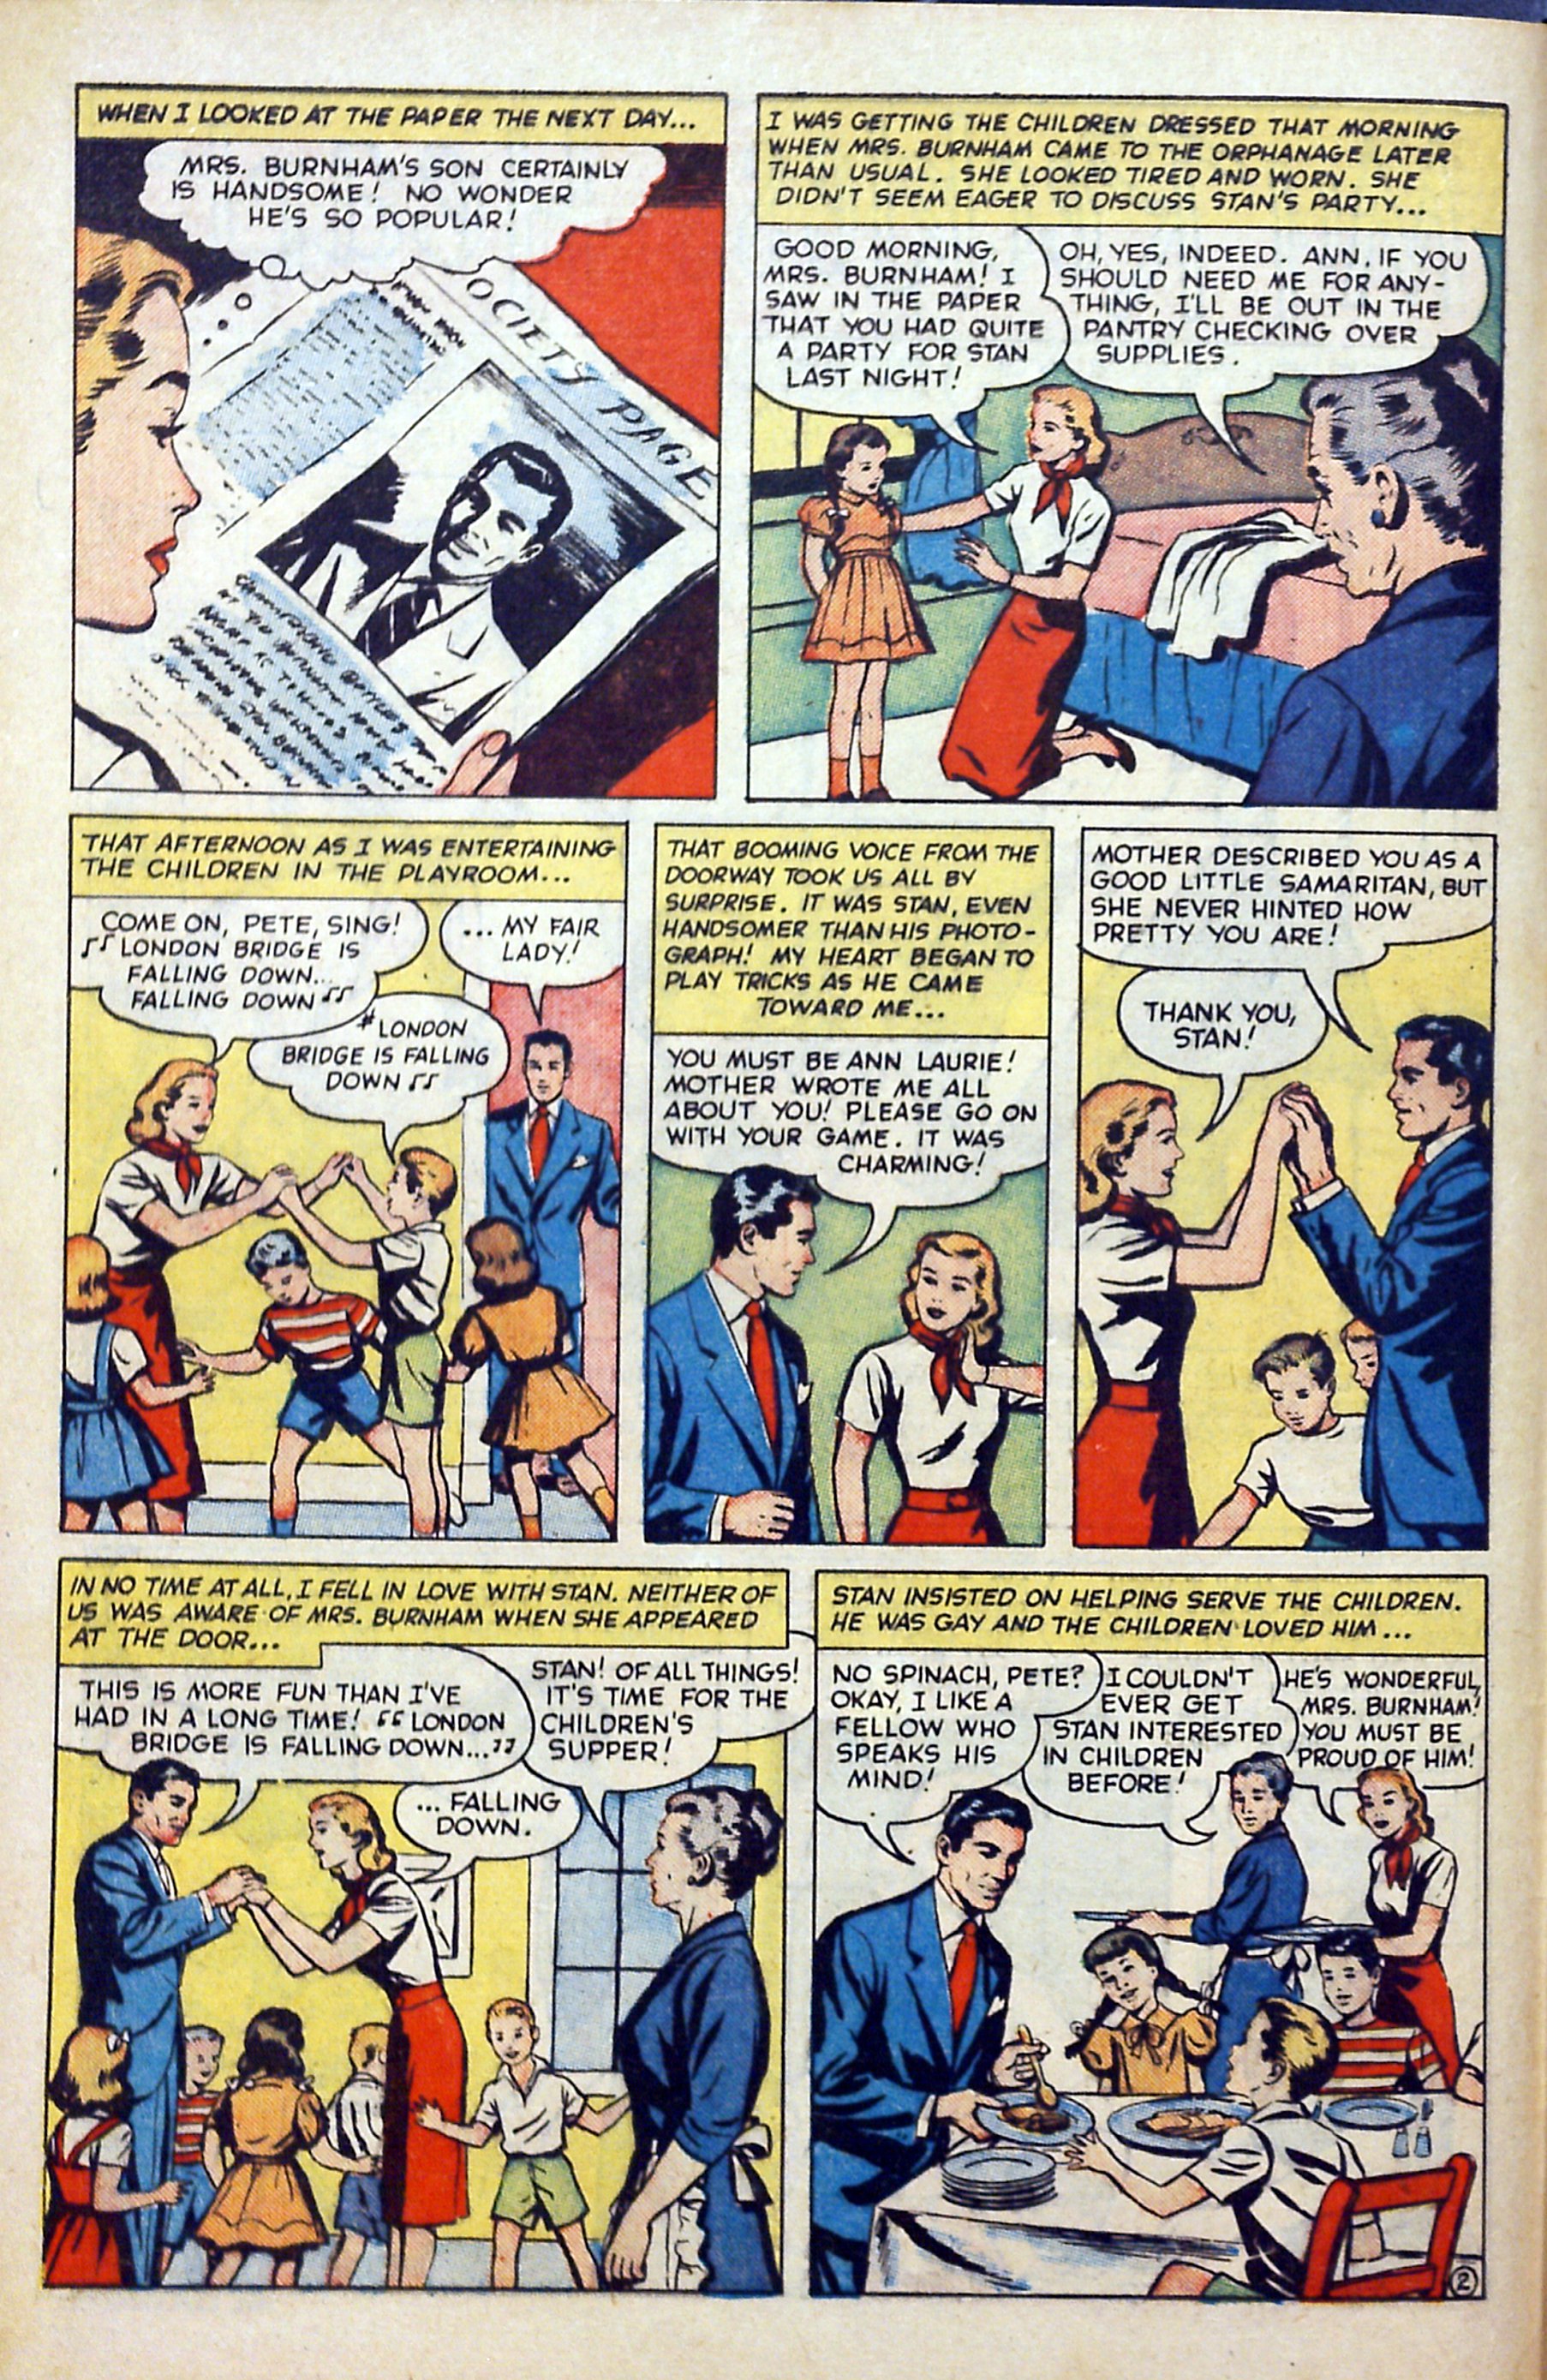 WHEN I LOOKED AT THE PAPER THE NEXT DAY...
MRS. BURNHAM'S SON CERTAINLY
IS HANDSOME! NO WONDER
HE'S SO POPULAR!
OCIETY PAGE
I WAS GETTING THE CHILDREN DRESSED THAT MORNING
WHEN MRS. BURNHAM CAME TO THE ORPHANAGE LATER
THAN USUAL. SHE LOOKED TIRED AND WORN. SHE
DIDN'T SEEM EAGER TO DISCUSS STAN'S PARTY...
GOOD MORNING,
MRS. BURNHAM! I
SAW IN THE PAPER
THAT YOU HAD QUITE
A PARTY FOR STAN
LAST NIGHT!
OH, YES, INDEED. ANN. IF YOU
SHOULD NEED ME FOR ANY-
THING, I'LL BE OUT IN THE
PANTRY CHECKING OVER
SUPPLIES.
THAT AFTERNOON AS I WAS ENTERTAINING
THE CHILDREN IN THE PLAYROOM...
COME ON, PETE, SING!
♫ LONDON BRIDGE IS
FALLING DOWN...
FALLING DOWN ♫
... MY FAIR
LADY!
LONDON
BRIDGE IS FALLING
DOWN ♫
THAT BOOMING VOICE FROM THE
DOORWAY TOOK US ALL BY
SURPRISE. IT WAS STAN, EVEN
HANDSOMER THAN HIS PHOTO-
GRAPH! MY HEART BEGAN TO
PLAY TRICKS AS HE CAME
TOWARD ME...
YOU MUST BE ANN LAURIE!
MOTHER WROTE ME ALL
ABOUT YOU! PLEASE GO ON
WITH YOUR GAME. IT WAS
CHARMING!
MOTHER DESCRIBED YOU AS A
GOOD LITTLE SAMARITAN, BUT
SHE NEVER HINTED HOW
PRETTY YOU ARE!
THANK YOU,
STAN!
IN NO TIME AT ALL, I FELL IN LOVE WITH STAN. NEITHER OF
US WAS AWARE OF MRS. BURNHAM WHEN SHE APPEARED
AT THE DOOR...
THIS IS MORE FUN THAN I'VE
HAD IN A LONG TIME! ♫ LONDON
BRIDGE IS FALLING DOWN...♫
STAN! OF ALL THINGS!
IT'S TIME FOR THE
CHILDREN'S
SUPPER!
... FALLING
DOWN.
STAN INSISTED ON HELPING SERVE THE CHILDREN.
HE WAS GAY AND THE CHILDREN LOVED HIM...
NO SPINACH, PETE?
OKAY, I LIKE A
FELLOW WHO
SPEAKS HIS
MIND!
I COULDN'T
EVER GET
STAN INTERESTED
IN CHILDREN
BEFORE!
HE'S WONDERFUL,
MRS. BURNHAM!
YOU MUST BE
PROUD OF HIM!
2